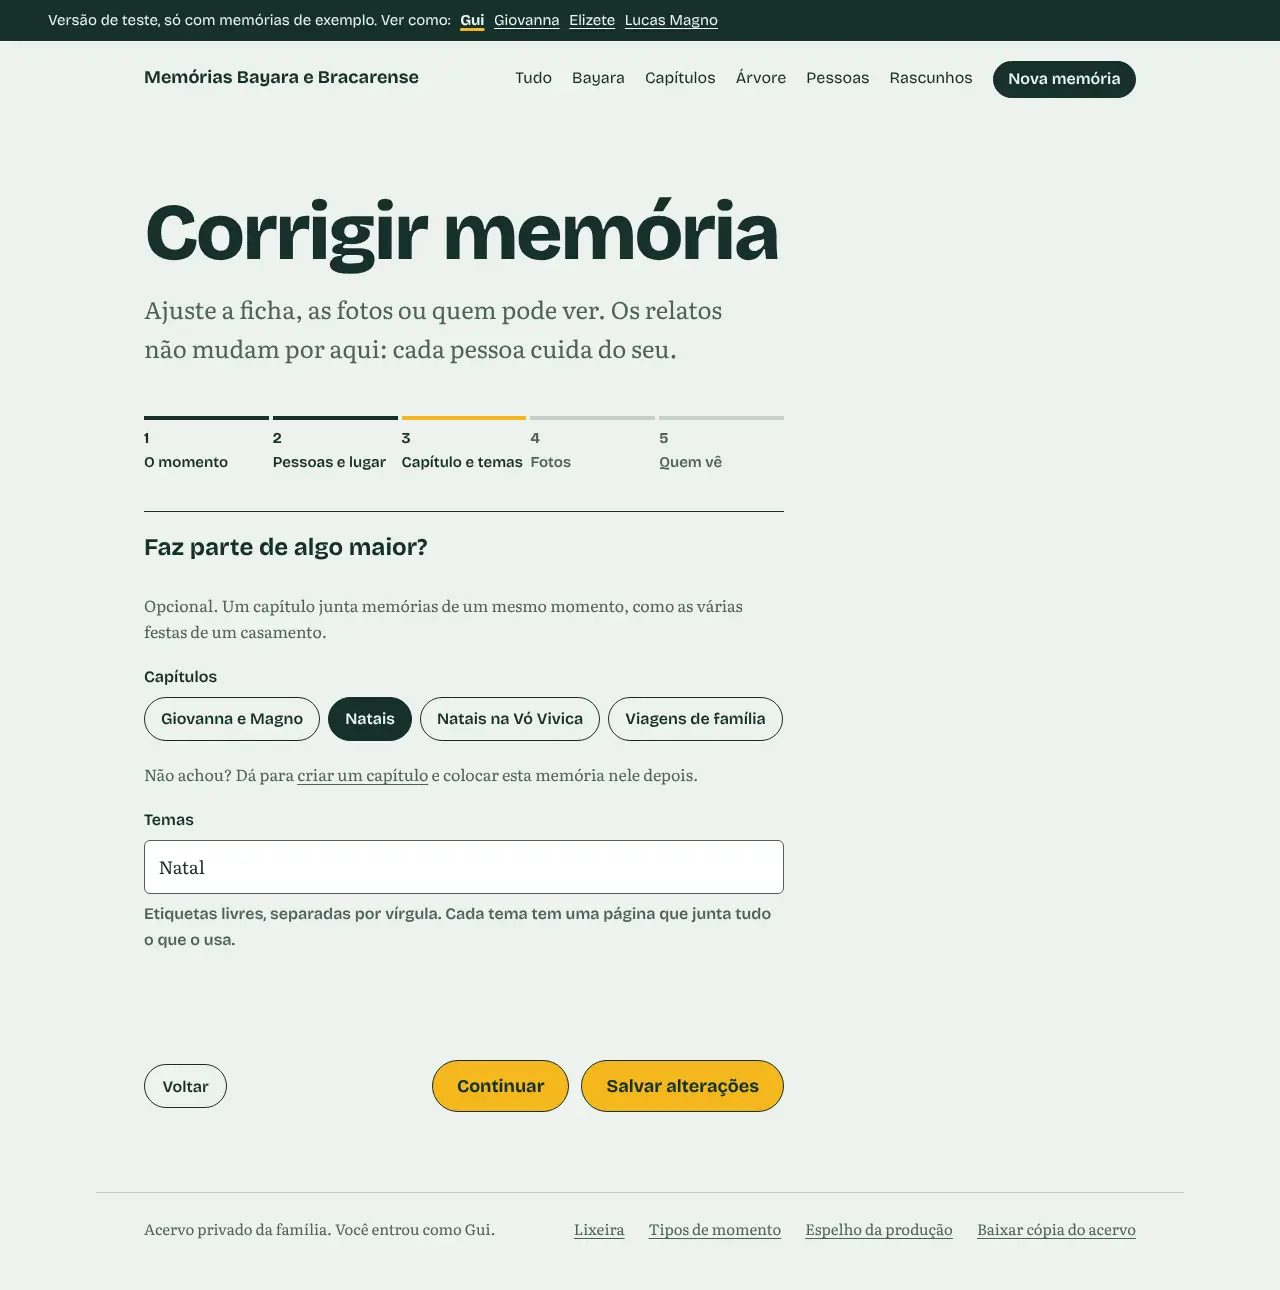 Versão de teste, só com memórias de exemplo. Ver como: Gui Giovanna Elizete Lucas Magno
Memórias Bayara e Bracarense
Tudo Bayara Capítulos Árvore Pessoas Rascunhos Nova memória
Corrigir memória
Ajuste a ficha, as fotos ou quem pode ver. Os relatos
não mudam por aqui: cada pessoa cuida do seu.
1 2 3 4 5
O momento Pessoas e lugar Capítulo e temas Fotos Quem vê
Faz parte de algo maior?
Opcional. Um capítulo junta memórias de um mesmo momento, como as várias
festas de um casamento.
Capítulos
Giovanna e Magno Natais Natais na Vó Vivica Viagens de família
Não achou? Dá para criar um capítulo e colocar esta memória nele depois.
Temas
Natal
Etiquetas livres, separadas por vírgula. Cada tema tem uma página que junta tudo
o que o usa.
Voltar Continuar Salvar alterações
Acervo privado da família. Você entrou como Gui. Lixeira Tipos de momento Espelho da produção Baixar cópia do acervo